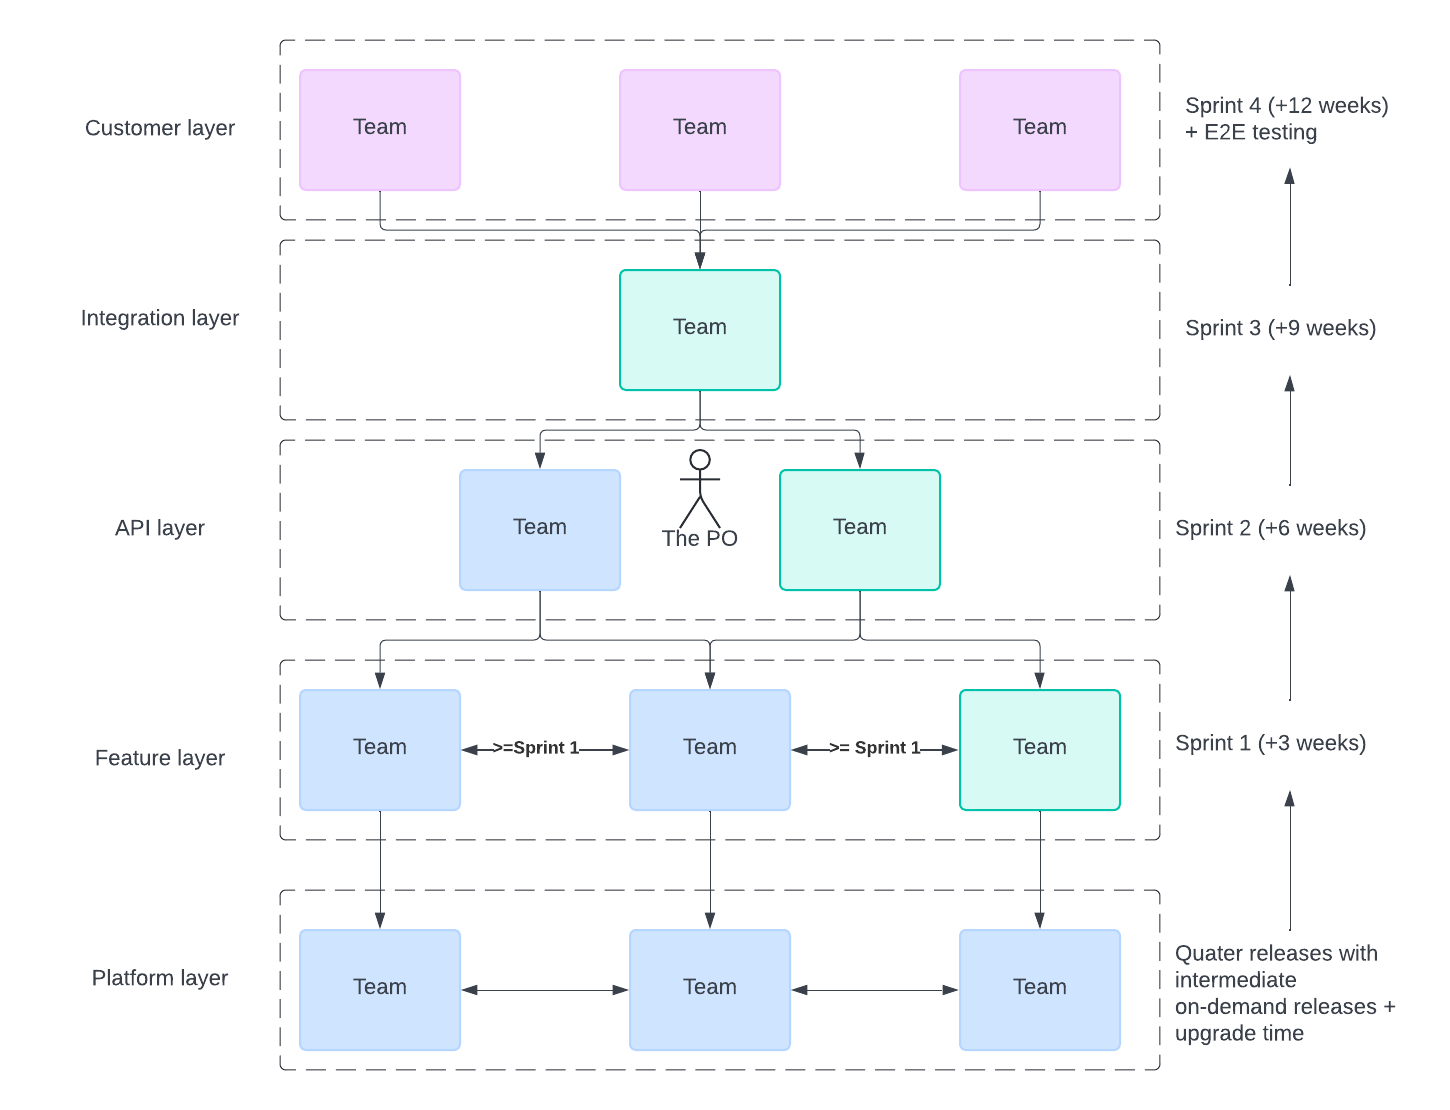 Customer layer
Team
Team
Team
Sprint 4 (+12 weeks)
+ E2E testing
Integration layer
Team
Sprint 3 (+9 weeks)
API layer
Team
The PO
Team
Sprint 2 (+6 weeks)
Feature layer
Team
>=Sprint 1
Team
>= Sprint 1
Team
Sprint 1 (+3 weeks)
Platform layer
Team
Team
Team
Quater releases with
intermediate
on-demand releases +
upgrade time